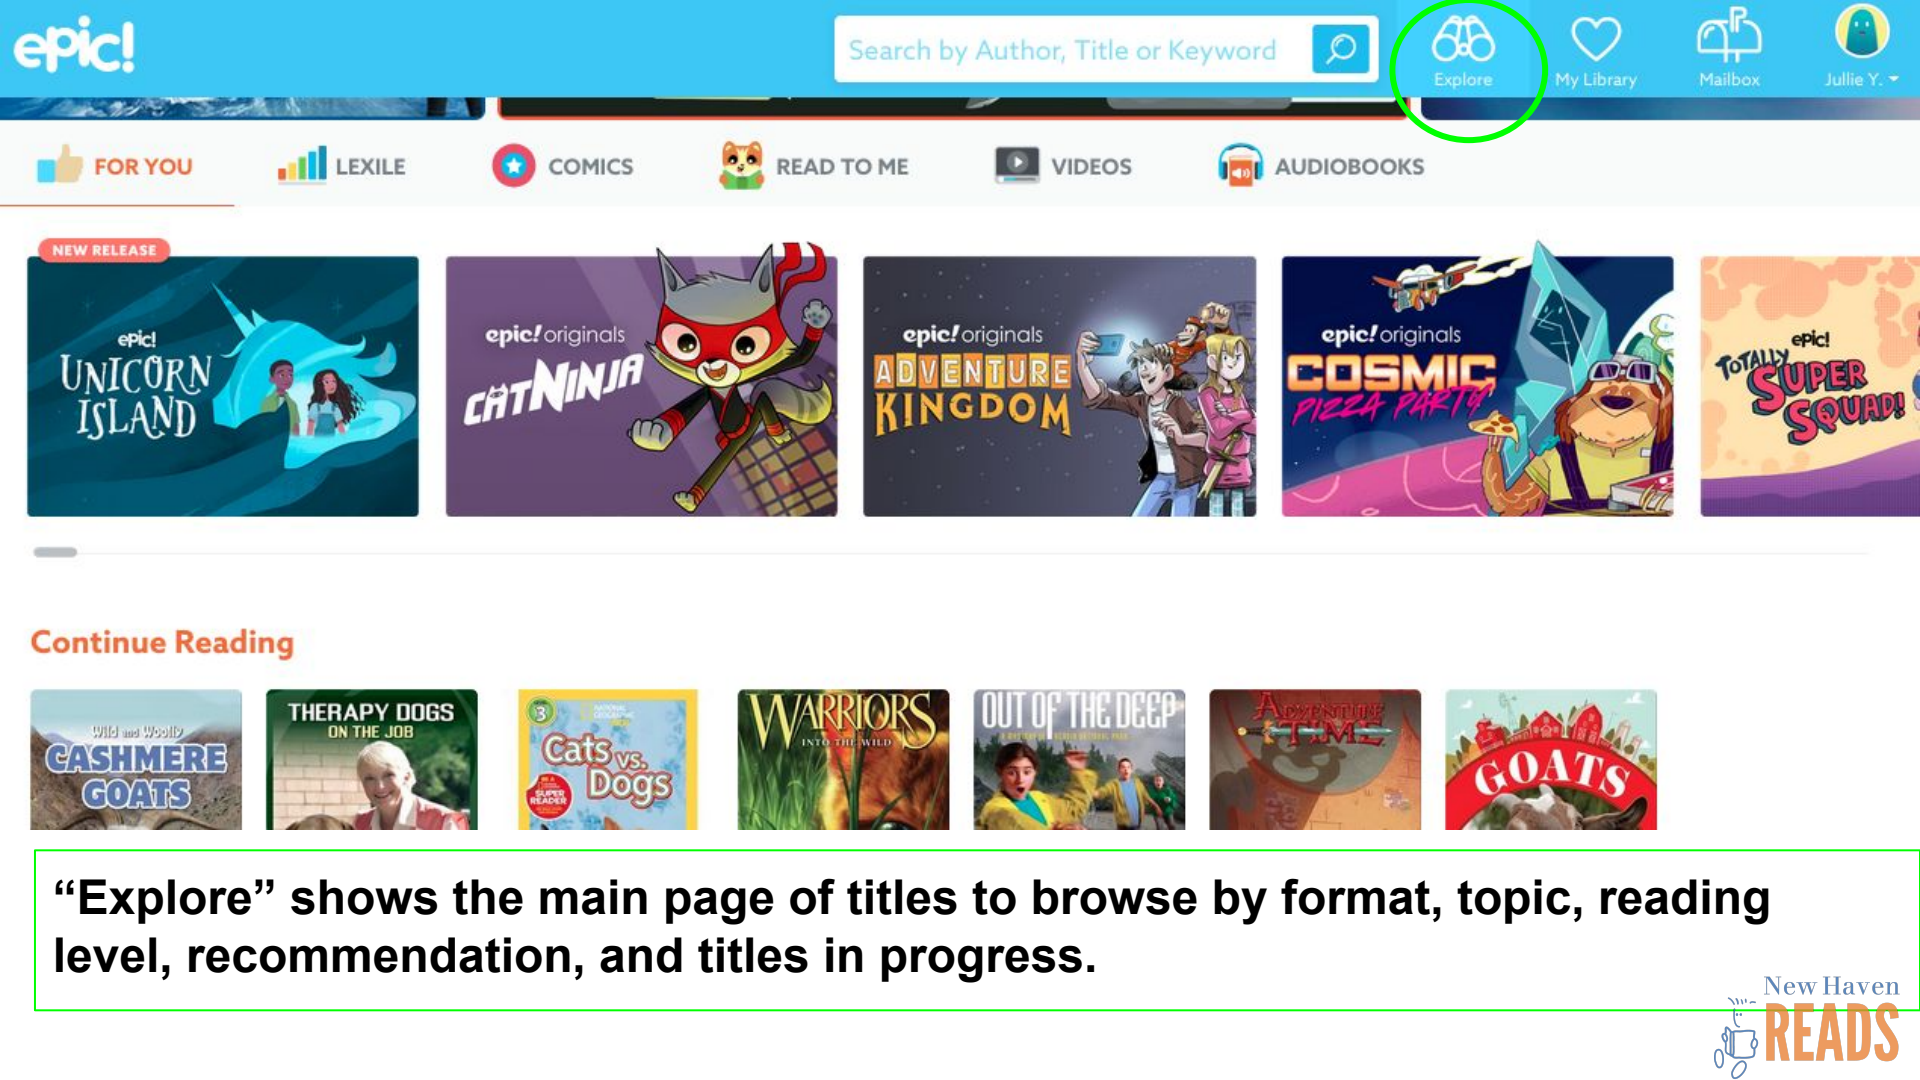 epic!
Search by Author, Title or Keyword
Explore
My Library
Mailbox
Jullie Y.
FOR YOU
LEXILE
COMICS
READ TO ME
VIDEOS
AUDIOBOOKS
NEW RELEASE
epic!
UNICORN
ISLAND
epic! originals
CATNINJA
epic! originals
ADVENTURE
KINGDOM
epic! originals
COSMIC
PIZZA PARTY
epic!
TOTALLY
SUPER
SQUAD!
Continue Reading
Wild and Woolly
CASHMERE
GOATS
THERAPY DOGS
ON THE JOB
3
NATIONAL
GEOGRAPHIC
Cats vs.
Dogs
SUPER
READER
WARRIORS
INTO THE WILD
OUT OF THE DEEP
ADVENTURE
TIME
GOATS
“Explore” shows the main page of titles to browse by format, topic, reading
level, recommendation, and titles in progress.
New Haven
READS